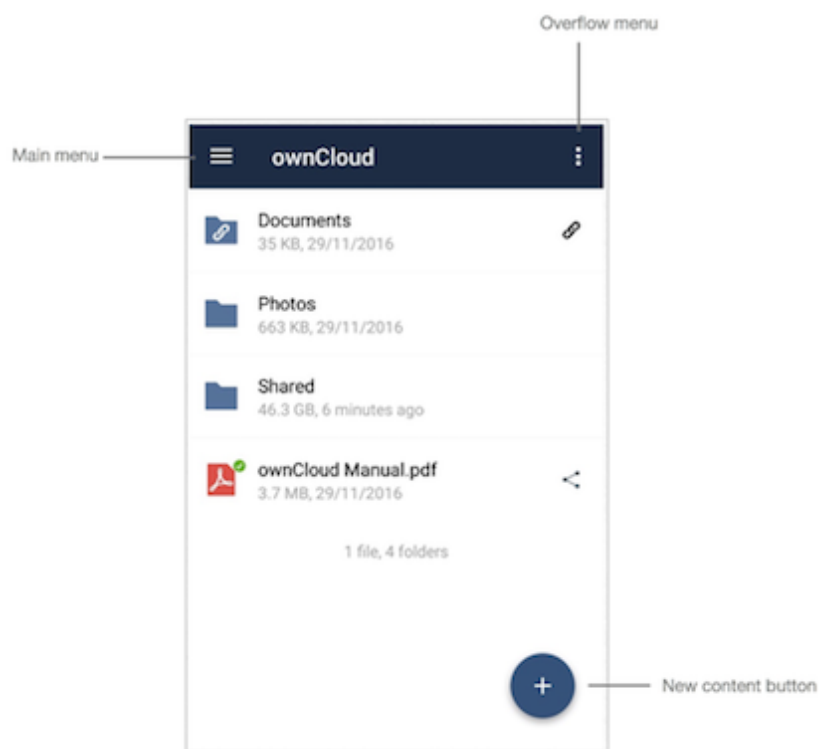 Overflow menu
Main menu
ownCloud
Documents
35 KB, 29/11/2016
Photos
663 KB, 29/11/2016
Shared
46.3 GB, 6 minutes ago
ownCloud Manual.pdf
3.7 MB, 29/11/2016
1 file, 4 folders
New content button